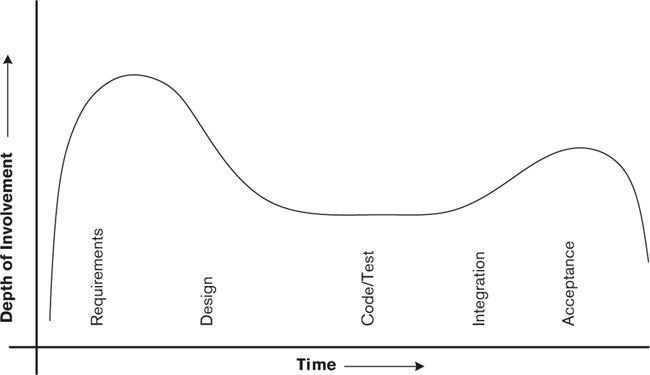 Depth of Involvement
Requirements
Design
Code/Test
Integration
Acceptance
Time